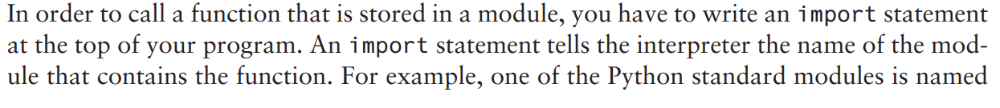 In order to call a function that is stored in a module, you have to write an import statement
at the top of your program. An import statement tells the interpreter the name of the mod-
ule that contains the function. For example, one of the Python standard modules is named